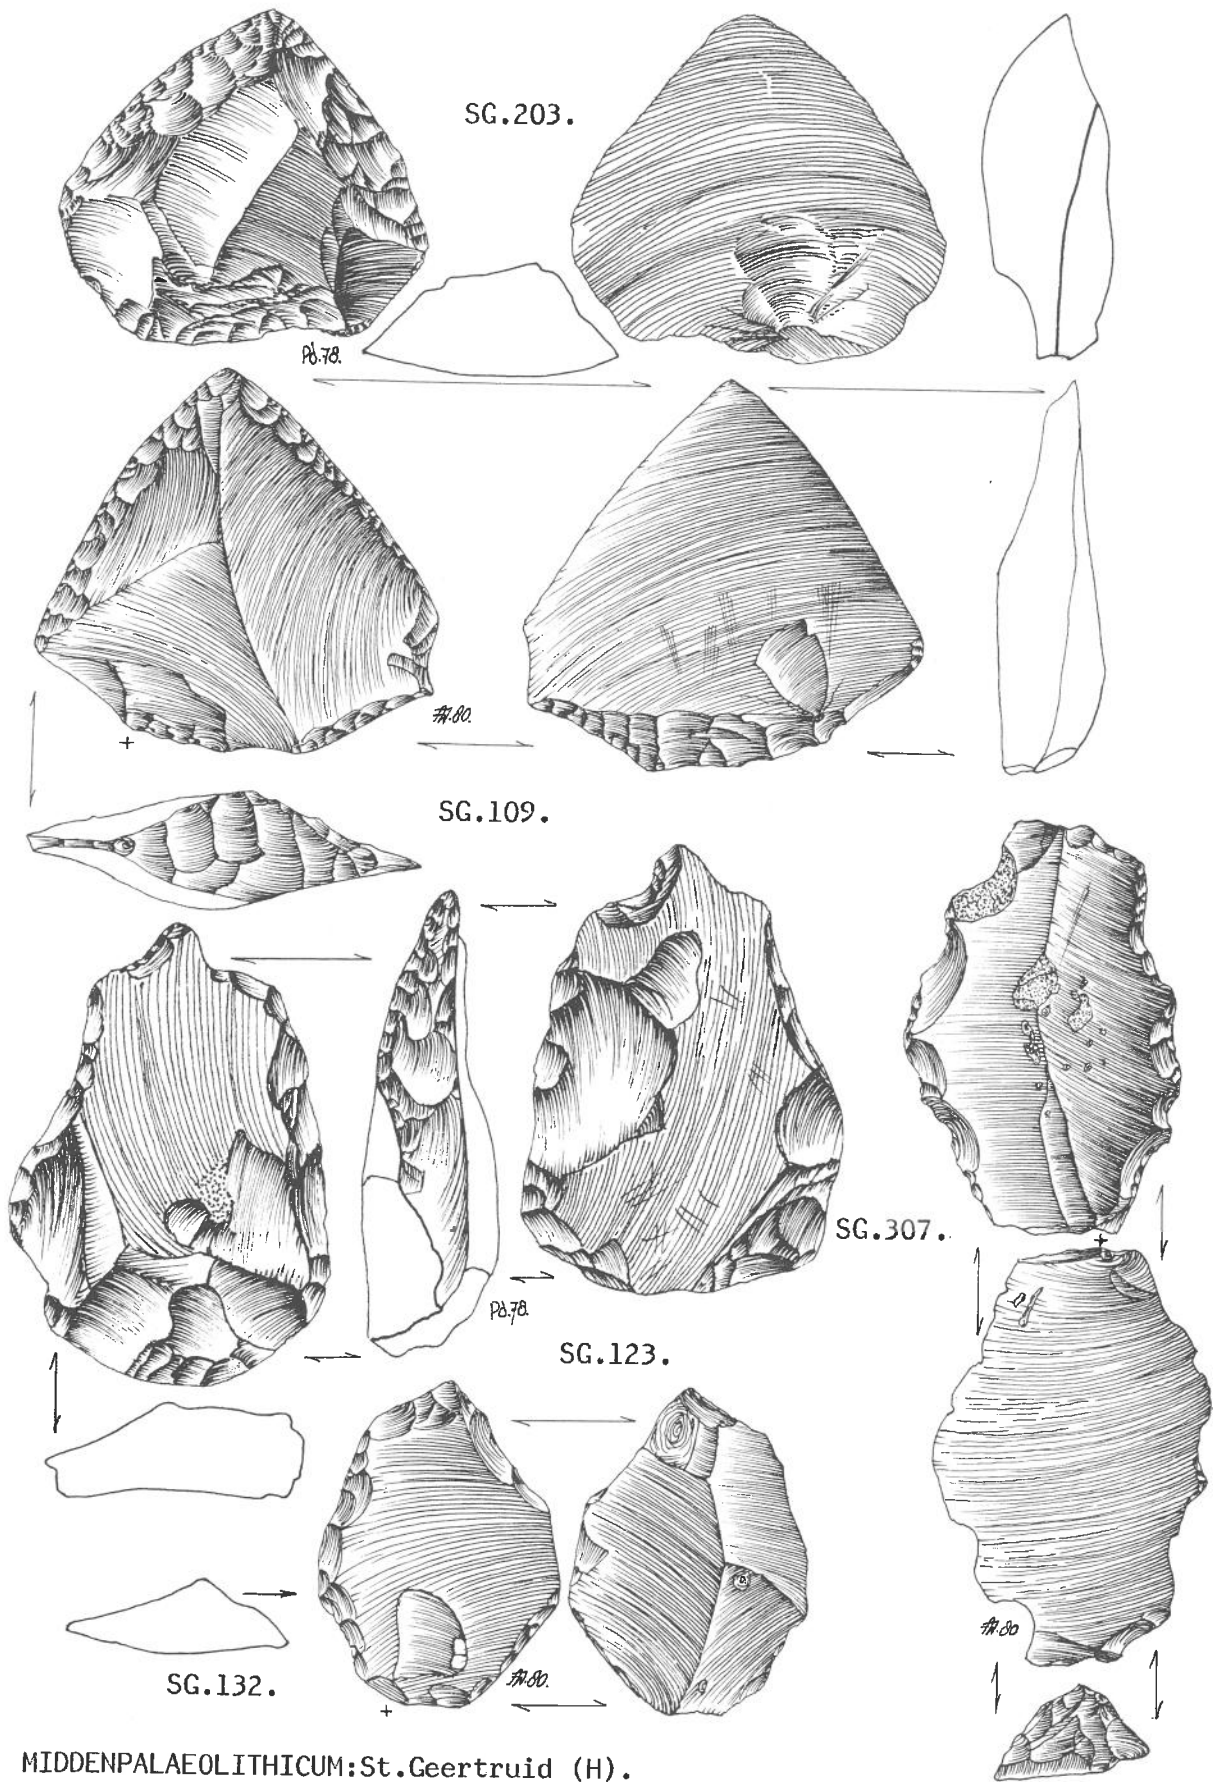 SG.203.
Pd.78.
SG.109.
SG.307.
Pd.78.
SG.123.
SG.132.
MIDDENPALAEOLITHICUM:St.Geertruid (H).